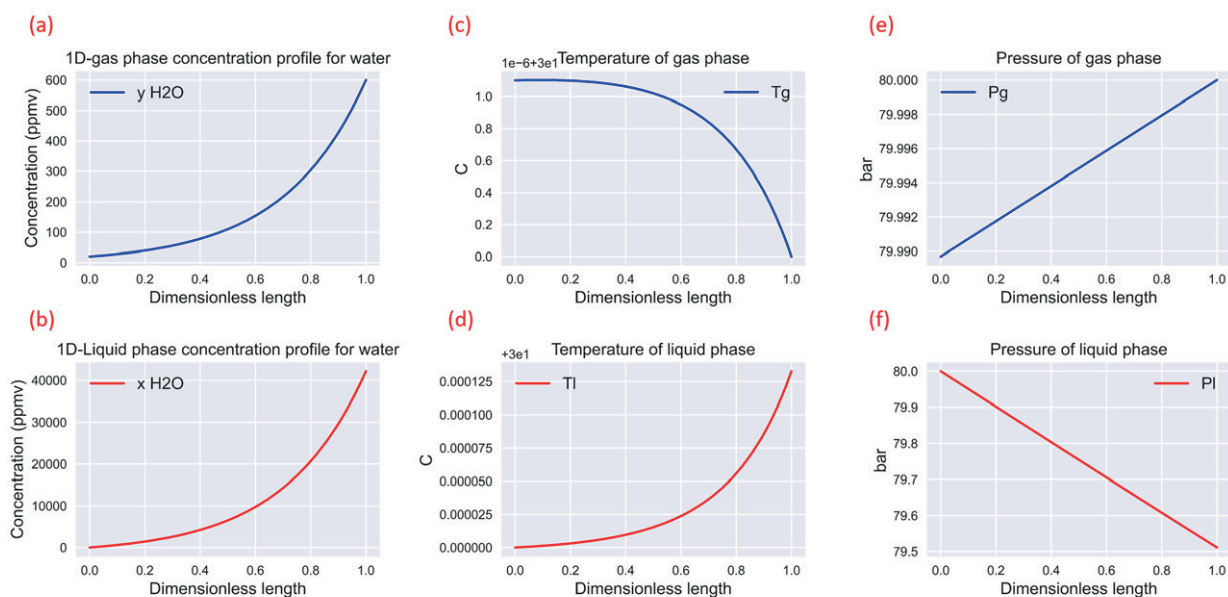 (a)
1D-gas phase concentration profile for water
Concentration (ppmv)
600
500
400
300
200
100
0
y H2O
0.0 0.2 0.4 0.6 0.8 1.0
Dimensionless length
(c)
1e-6+3e1
Temperature of gas phase
C
1.0
0.8
0.6
0.4
0.2
0.0
Tg
0.0 0.2 0.4 0.6 0.8 1.0
Dimensionless length
(e)
Pressure of gas phase
bar
80.000
79.998
79.996
79.994
79.992
79.990
Pg
0.0 0.2 0.4 0.6 0.8 1.0
Dimensionless length
(b)
1D-Liquid phase concentration profile for water
Concentration (ppmv)
40000
30000
20000
10000
0
x H2O
0.0 0.2 0.4 0.6 0.8 1.0
Dimensionless length
(d)
+3e1
Temperature of liquid phase
C
0.000125
0.000100
0.000075
0.000050
0.000025
0.000000
Tl
0.0 0.2 0.4 0.6 0.8 1.0
Dimensionless length
(f)
Pressure of liquid phase
bar
80.0
79.9
79.8
79.7
79.6
79.5
Pl
0.0 0.2 0.4 0.6 0.8 1.0
Dimensionless length